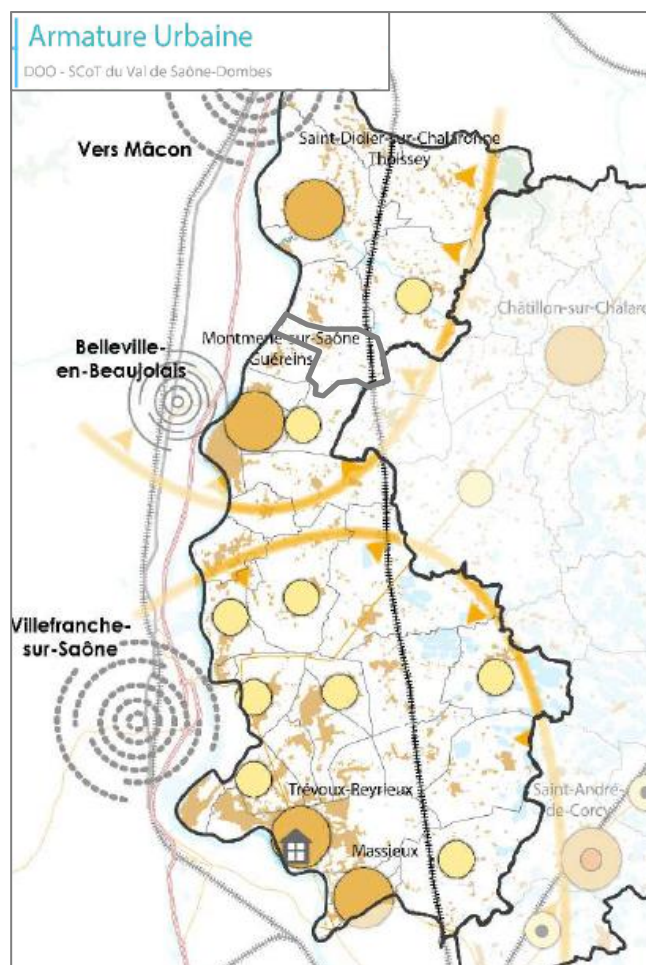 Armature Urbaine
DOO - SCoT du Val de Saône-Dombes
Vers Mâcon
Saint-Didier-sur-Chalaronne
Thoissey
Châtillon-sur-Chalaro
Montmerle-sur-Saône
Guéreins
Belleville-
en-Beaujolais
Villefranche-
sur-Saône
Trévoux-Reyrieux
Saint-André-
de-Corcy
Massieux